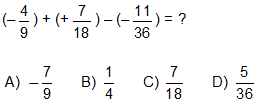 (−4/9) + (+7/18) − (−11/36) = ?
A) −7/9 B) 1/4 C) 7/18 D) 5/36